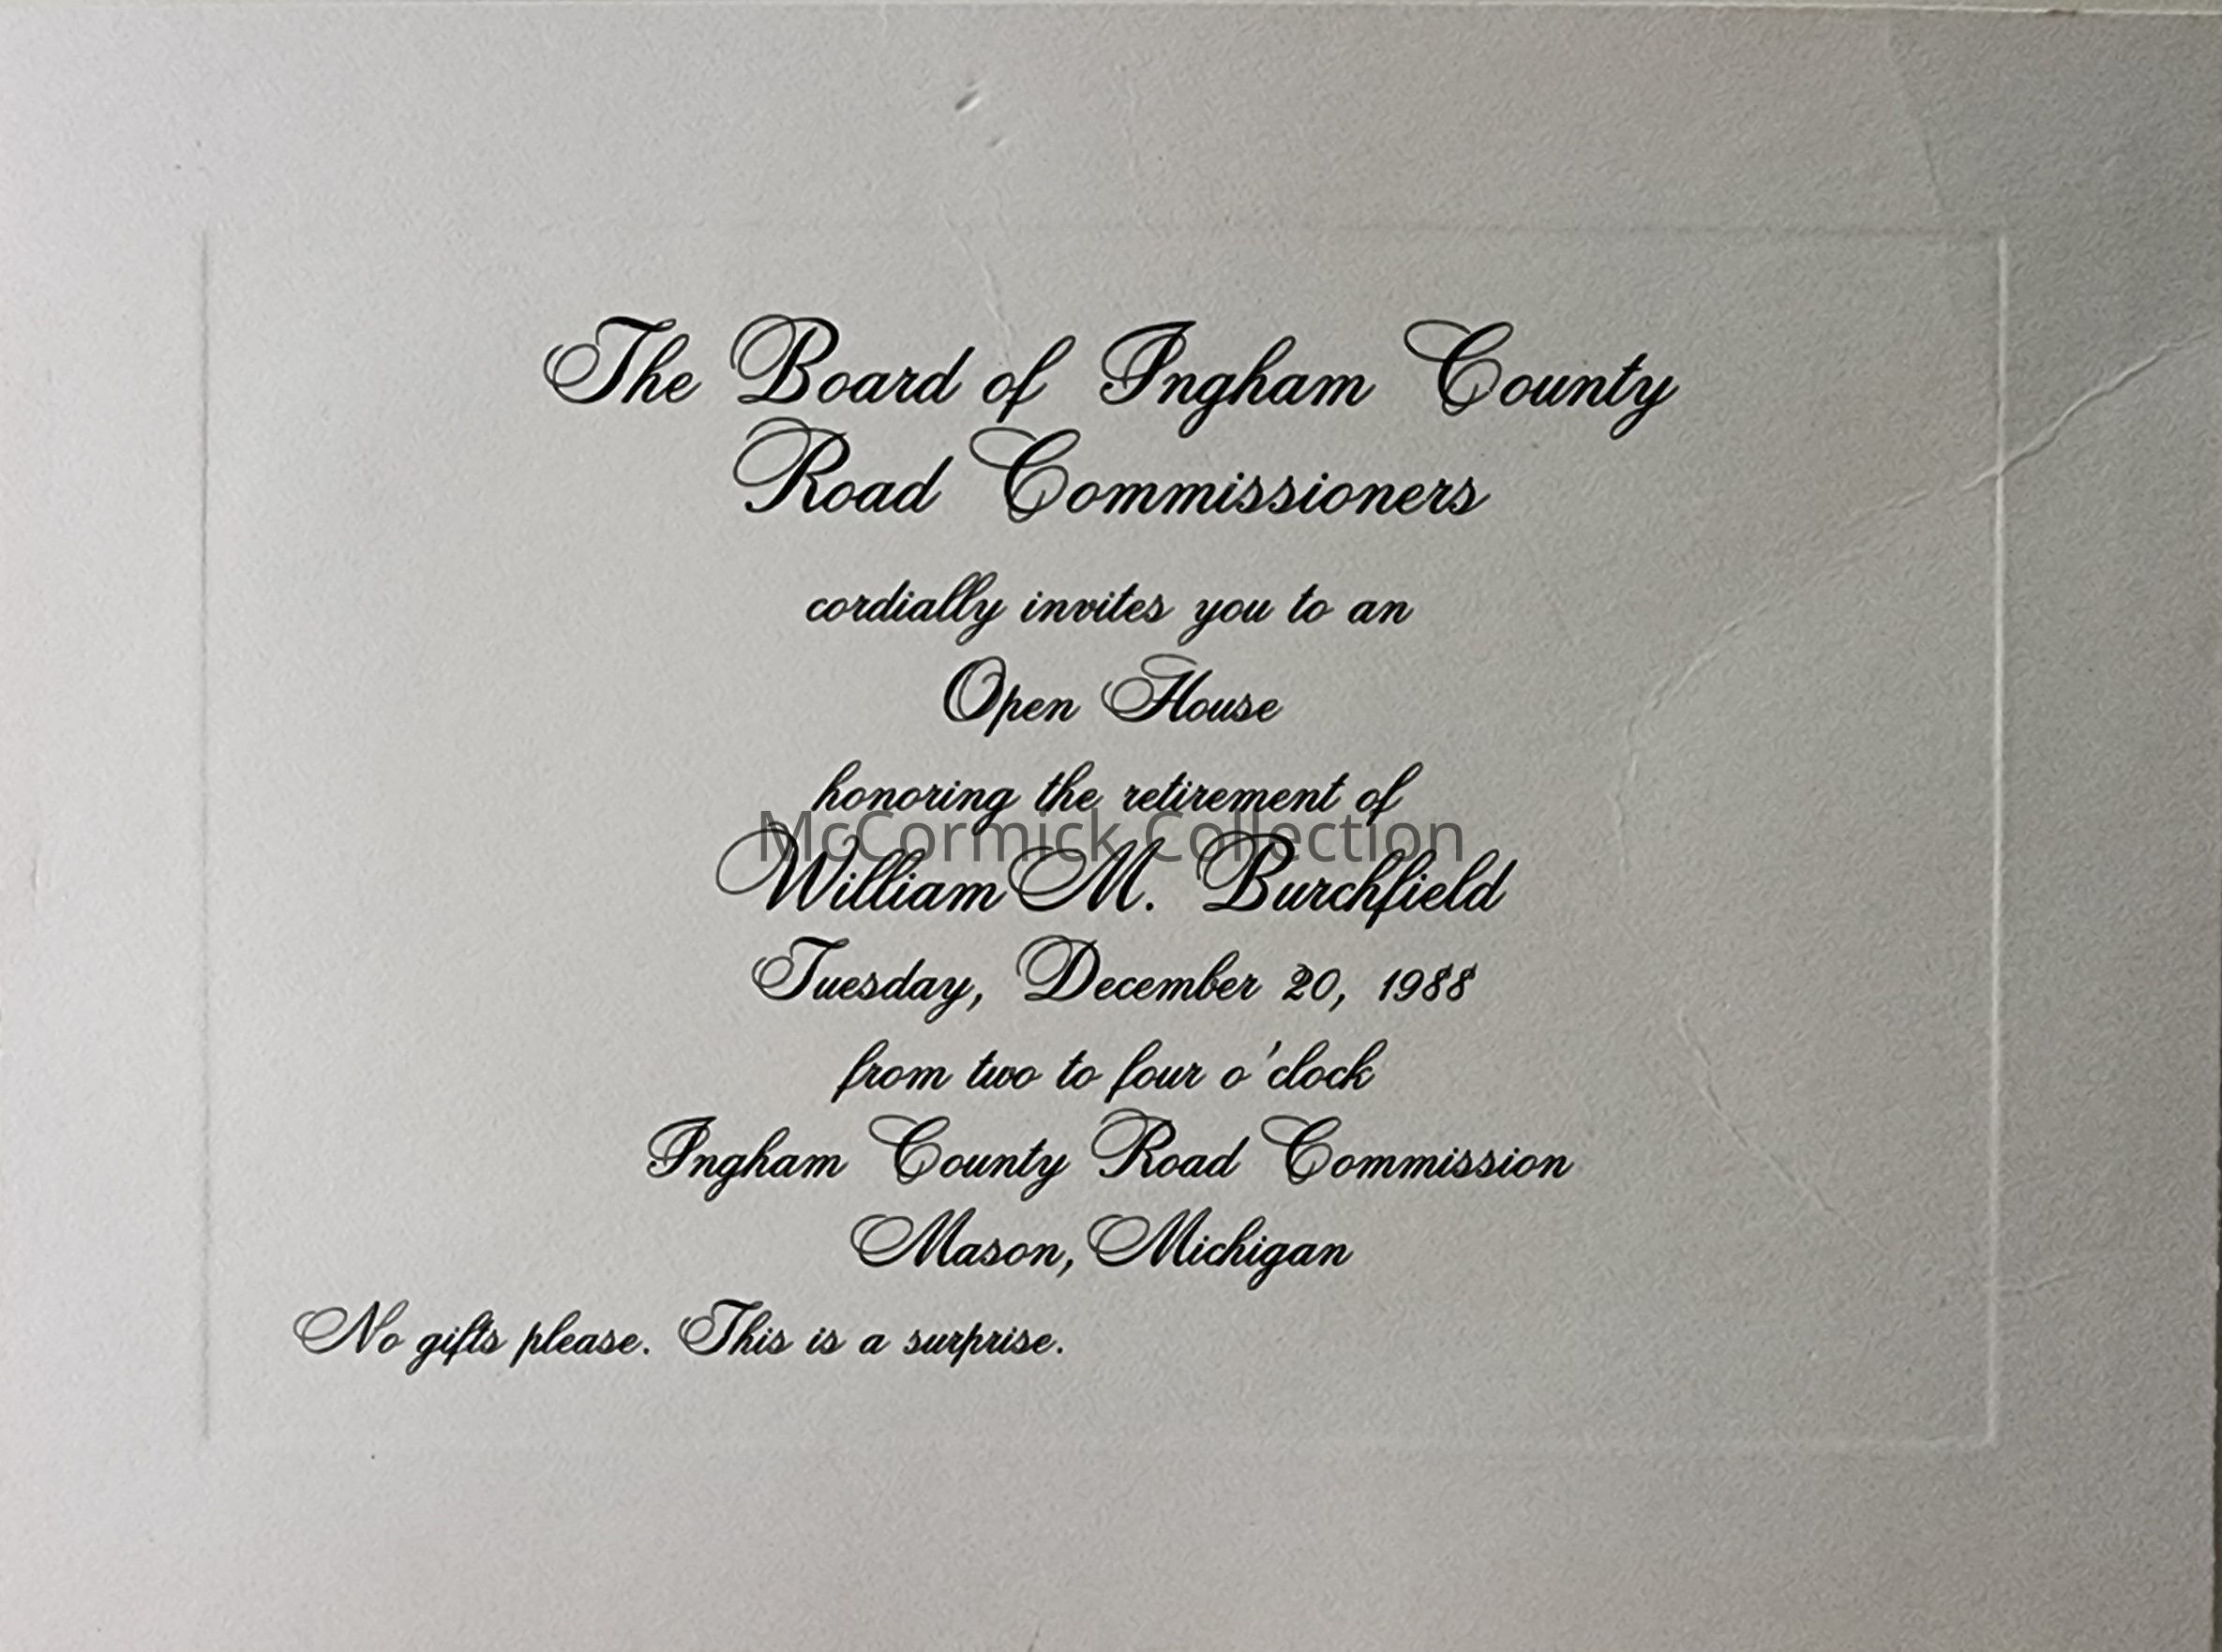 The Board of Ingham County
Road Commissioners
cordially invites you to an
Open House
honoring the retirement of
McCormick Collection
William M. Burchfield
Tuesday, December 20, 1988
from two to four o'clock
Ingham County Road Commission
Mason, Michigan
No gifts please. This is a surprise.